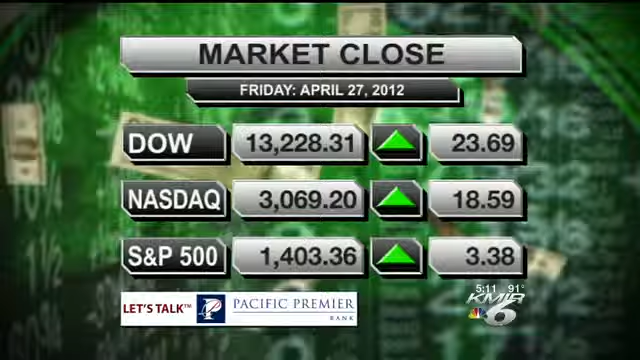 MARKET CLOSE
FRIDAY: APRIL 27, 2012
DOW 13,228.31 23.69
NASDAQ 3,069.20 18.59
S&P 500 1,403.36 3.38
LET'S TALK™ PACIFIC PREMIER
BANK
5:11 91°
KMIR
6